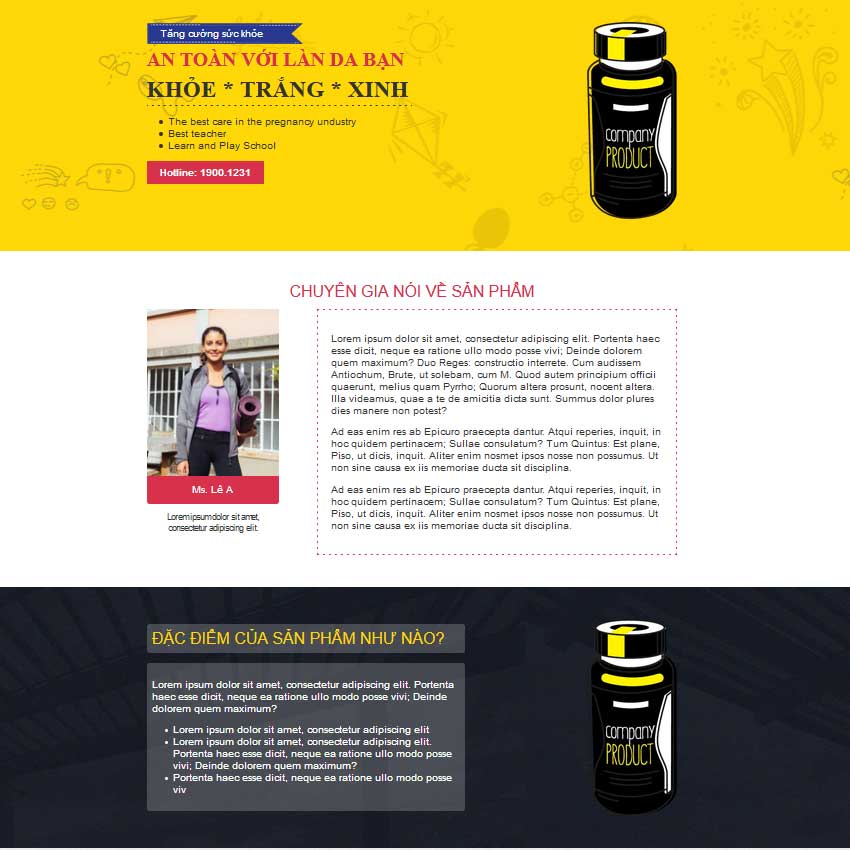 Tăng cường sức khỏe
AN TOÀN VỚI LÀN DA BẠN
KHỎE * TRẮNG * XINH
The best care in the pregnancy undustry
Best teacher
Learn and Play School
Hotline: 1900.1231
company
PRODUCT
CHUYÊN GIA NÓI VỀ SẢN PHẨM
Ms. Lê A
Lorem ipsum dolor sit amet,
consectetur adipiscing elit.
Lorem ipsum dolor sit amet, consectetur adipiscing elit. Portenta haec
esse dicit, neque ea ratione ullo modo posse vivi; Deinde dolorem
quem maximum? Duo Reges: constructio interrete. Cum audissem
Antiochum, Brute, ut solebam, cum M. Quod autem principium officii
quaerunt, melius quam Pyrrho; Quorum altera prosunt, nocent altera.
Illa videamus, quae a te de amicitia dicta sunt. Summus dolor plures
dies manere non potest?
Ad eas enim res ab Epicuro praecepta dantur. Atqui reperies, inquit, in
hoc quidem pertinacem; Sullae consulatum? Tum Quintus: Est plane,
Piso, ut dicis, inquit. Aliter enim nosmet ipsos nosse non possumus. Ut
non sine causa ex iis memoriae ducta sit disciplina.
Ad eas enim res ab Epicuro praecepta dantur. Atqui reperies, inquit, in
hoc quidem pertinacem; Sullae consulatum? Tum Quintus: Est plane,
Piso, ut dicis, inquit. Aliter enim nosmet ipsos nosse non possumus. Ut
non sine causa ex iis memoriae ducta sit disciplina.
ĐẶC ĐIỂM CỦA SẢN PHẨM NHƯ NÀO?
Lorem ipsum dolor sit amet, consectetur adipiscing elit. Portenta
haec esse dicit, neque ea ratione ullo modo posse vivi; Deinde
dolorem quem maximum?
Lorem ipsum dolor sit amet, consectetur adipiscing elit
Lorem ipsum dolor sit amet, consectetur adipiscing elit.
Portenta haec esse dicit, neque ea ratione ullo modo posse
vivi; Deinde dolorem quem maximum?
Portenta haec esse dicit, neque ea ratione ullo modo posse
viv
company
PRODUCT